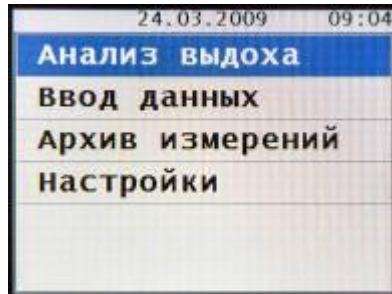 24.03.2009 09:04
Анализ выдоха
Ввод данных
Архив измерений
Настройки